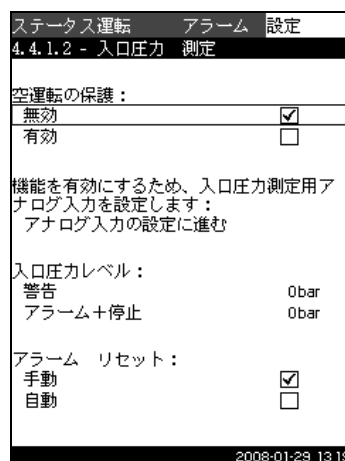 ステータス運転 アラーム 設定
4.4.1.2 - 入口圧力 測定
空運転の保護：
無効
有効
機能を有効にするため、入口圧力測定用ア
ナログ入力を設定します：
アナログ入力の設定に進む
入口圧力レベル：
警告 0bar
アラーム＋停止 0bar
アラーム リセット：
手動
自動
2008-01-29 13:19